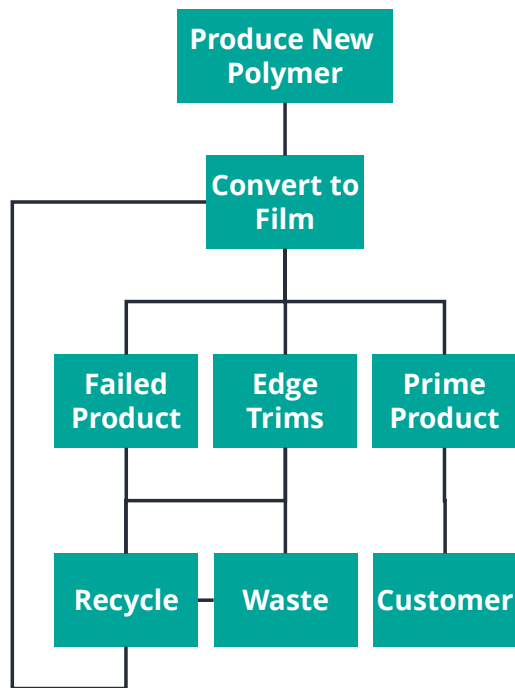 Produce New
Polymer
Convert to
Film
Failed
Product
Edge
Trims
Prime
Product
Recycle
Waste
Customer